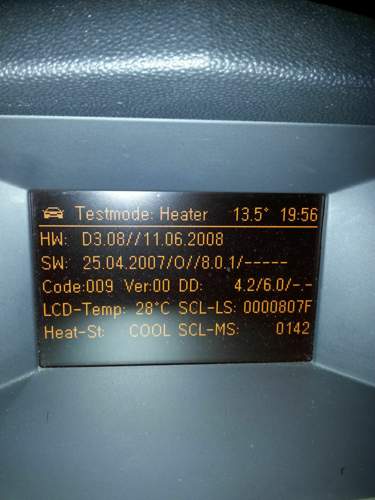 Testmode: Heater 13.5° 19:56
HW: D3.08//11.06.2008
SW: 25.04.2007/O//8.0.1/-----
Code:009 Ver:00 DD: 4.2/6.0/-.-
LCD-Temp: 28°C SCL-LS: 0000807F
Heat-St: COOL SCL-MS: 0142